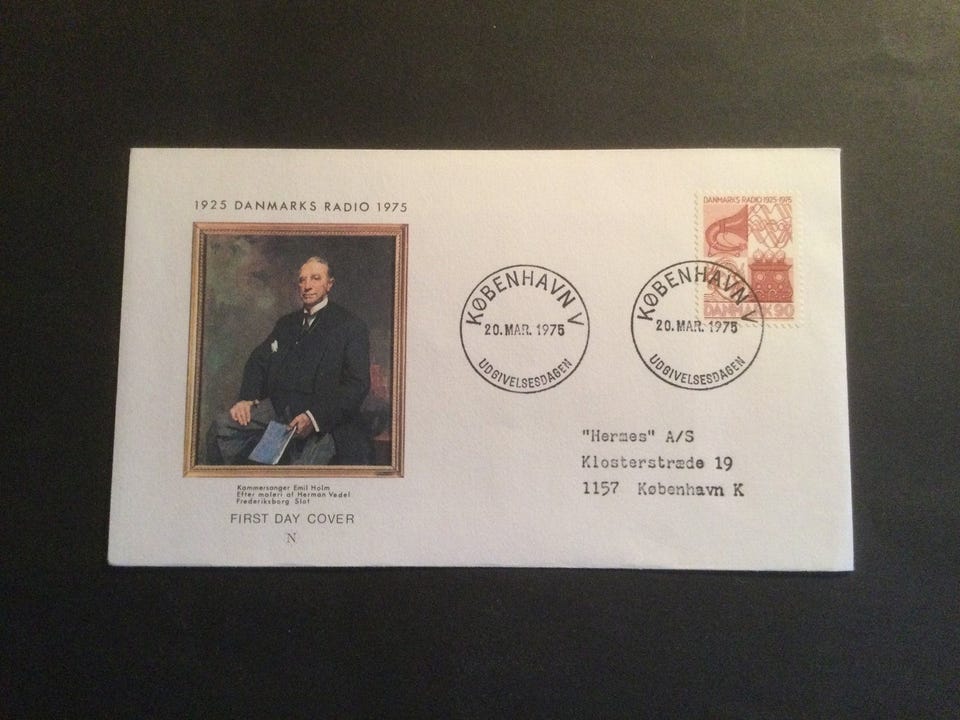 1925 DANMARKS RADIO 1975
Kammersanger Emil Holm
Efter maleri af Herman Vedel
Frederiksborg Slot
FIRST DAY COVER
N
KØBENHAVN V
20. MAR. 1975
UDGIVELSESDAGEN
DANMARKS RADIO 1925-1975
DANMARK 90
KØBENHAVN V
20. MAR. 1975
UDGIVELSESDAGEN
"Hermes" A/S
Klosterstræde 19
1157 København K